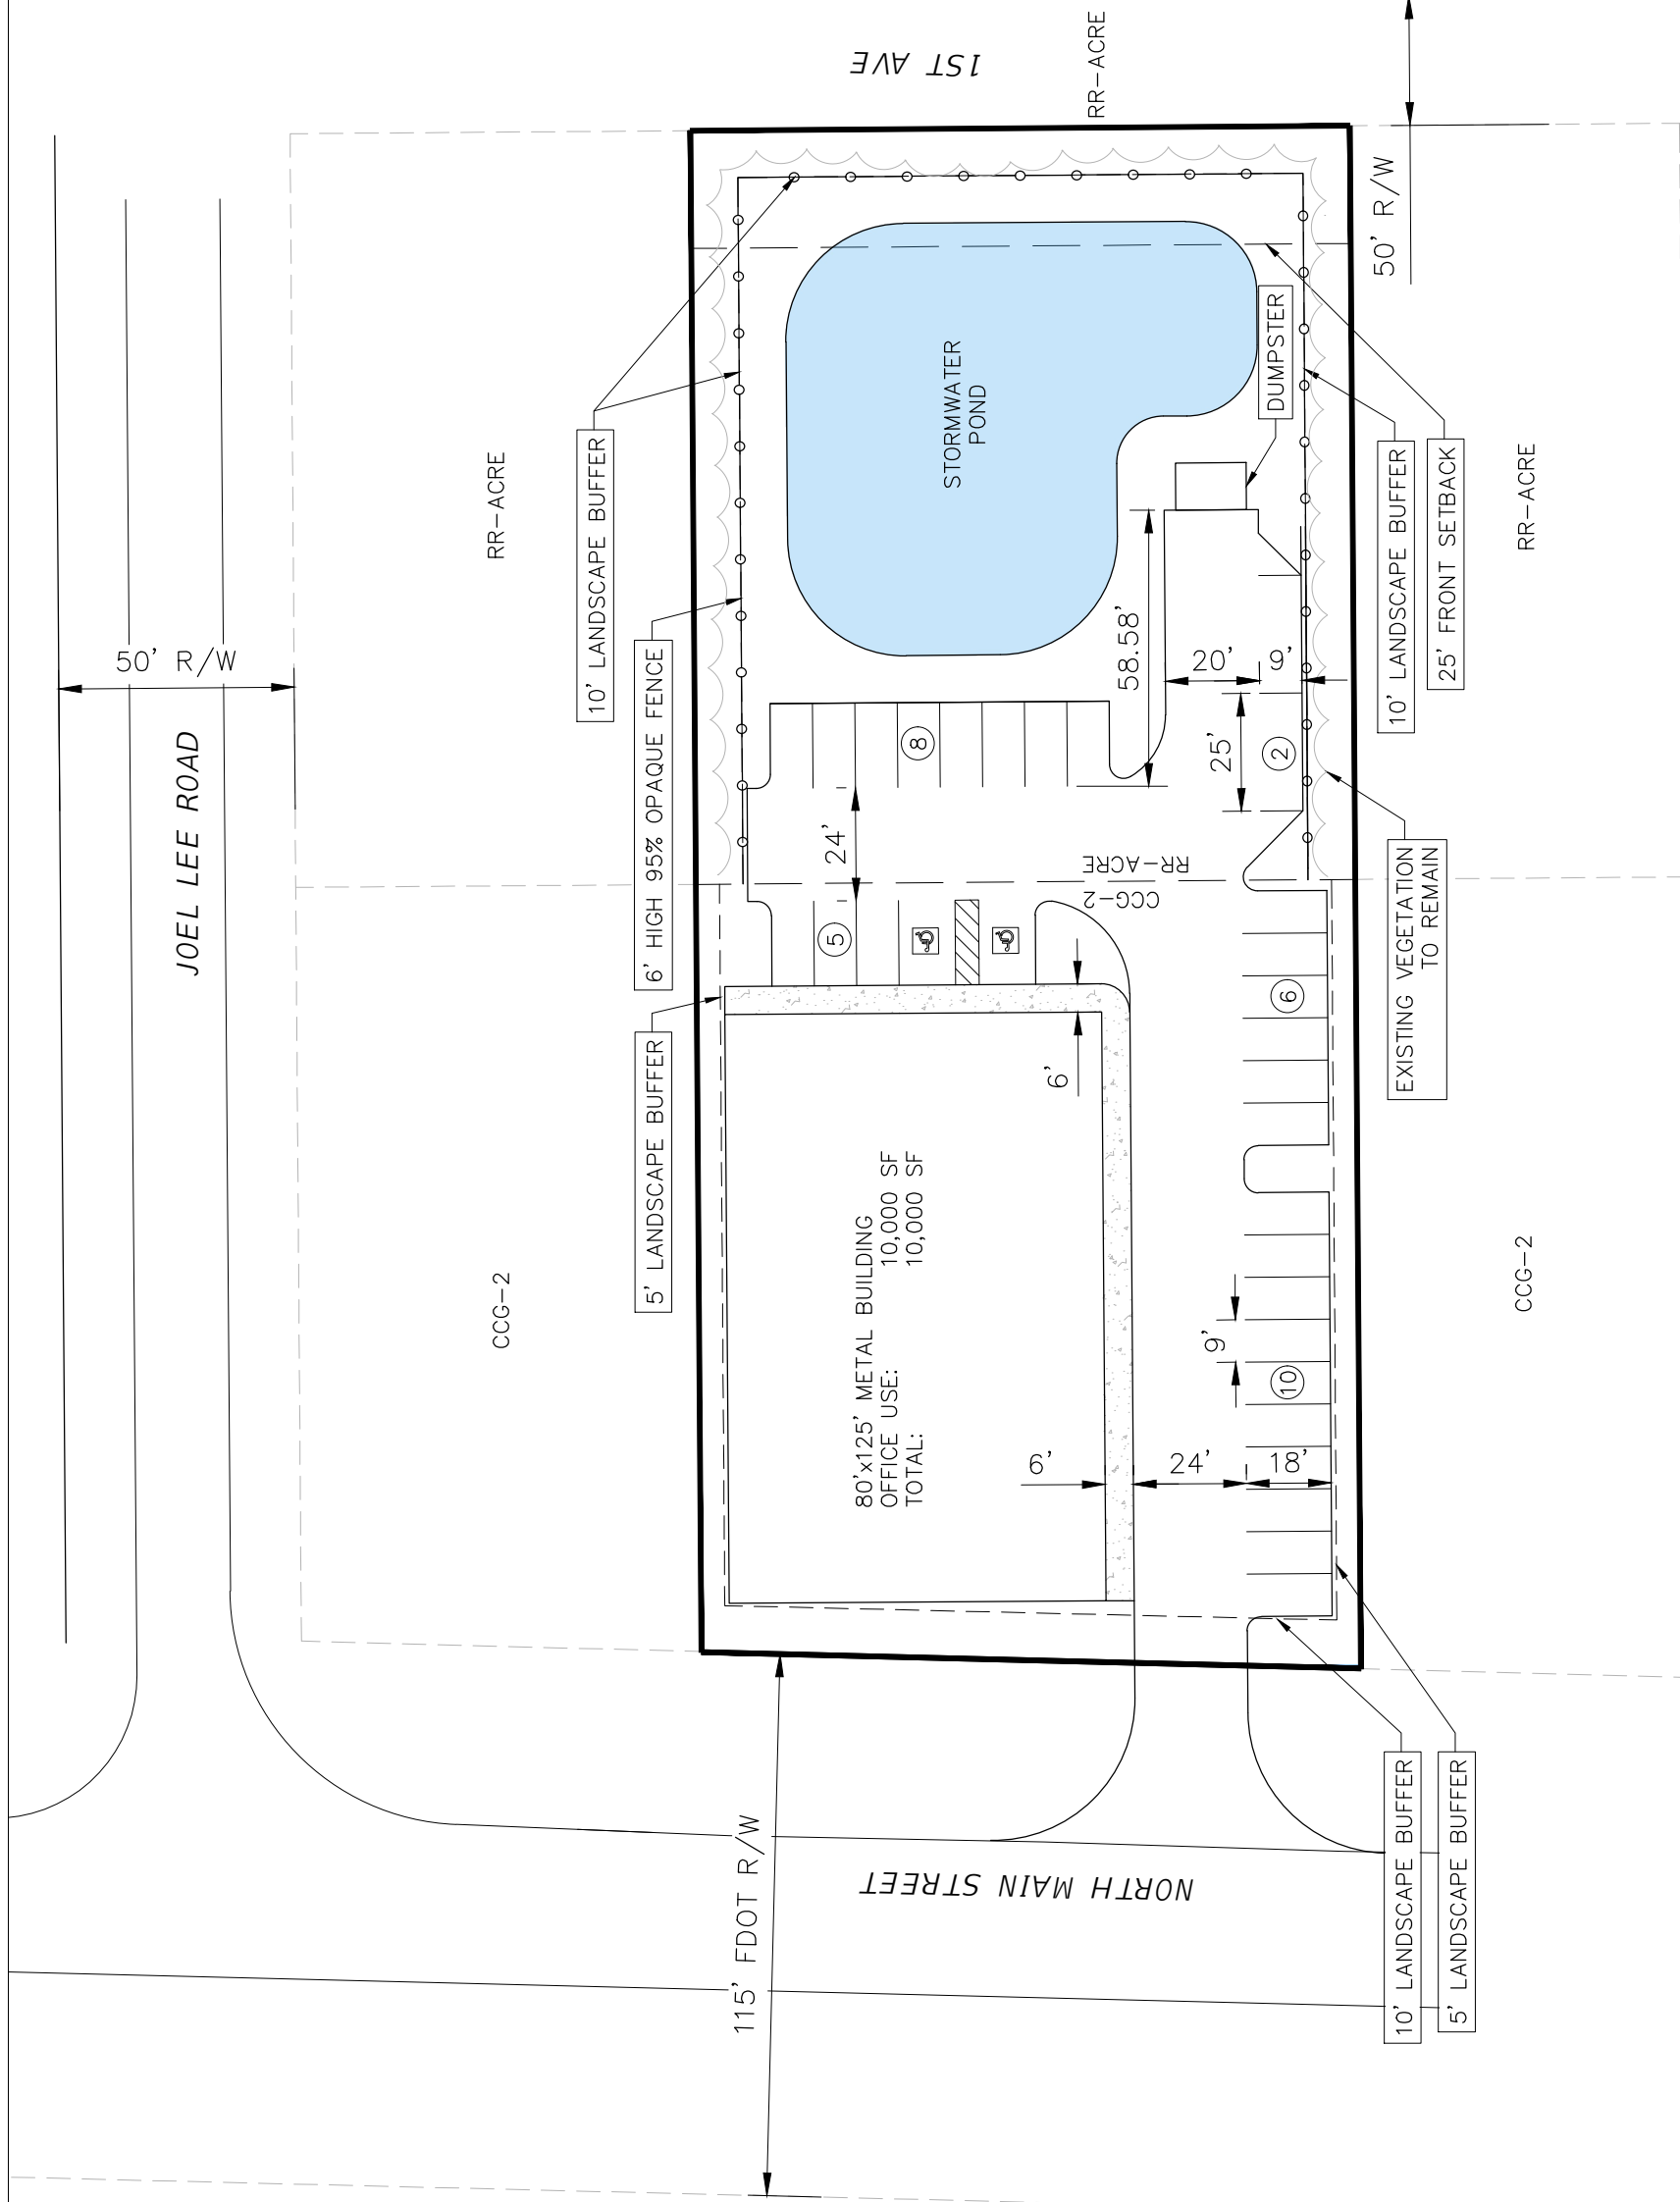 1ST AVE
RR-ACRE
50' R/W
50' R/W
JOEL LEE ROAD
RR-ACRE
10' LANDSCAPE BUFFER
6' HIGH 95% OPAQUE FENCE
5' LANDSCAPE BUFFER
CCG-2
STORMWATER
POND
DUMPSTER
58.58'
20'
9'
25'
2
8
24'
RR-ACRE
CCG-2
5
6
6'
80'x125' METAL BUILDING
OFFICE USE: 10,000 SF
TOTAL: 10,000 SF
9'
10
6'
24'
18'
10' LANDSCAPE BUFFER
25' FRONT SETBACK
RR-ACRE
EXISTING VEGETATION
TO REMAIN
CCG-2
10' LANDSCAPE BUFFER
5' LANDSCAPE BUFFER
115' FDOT R/W
NORTH MAIN STREET